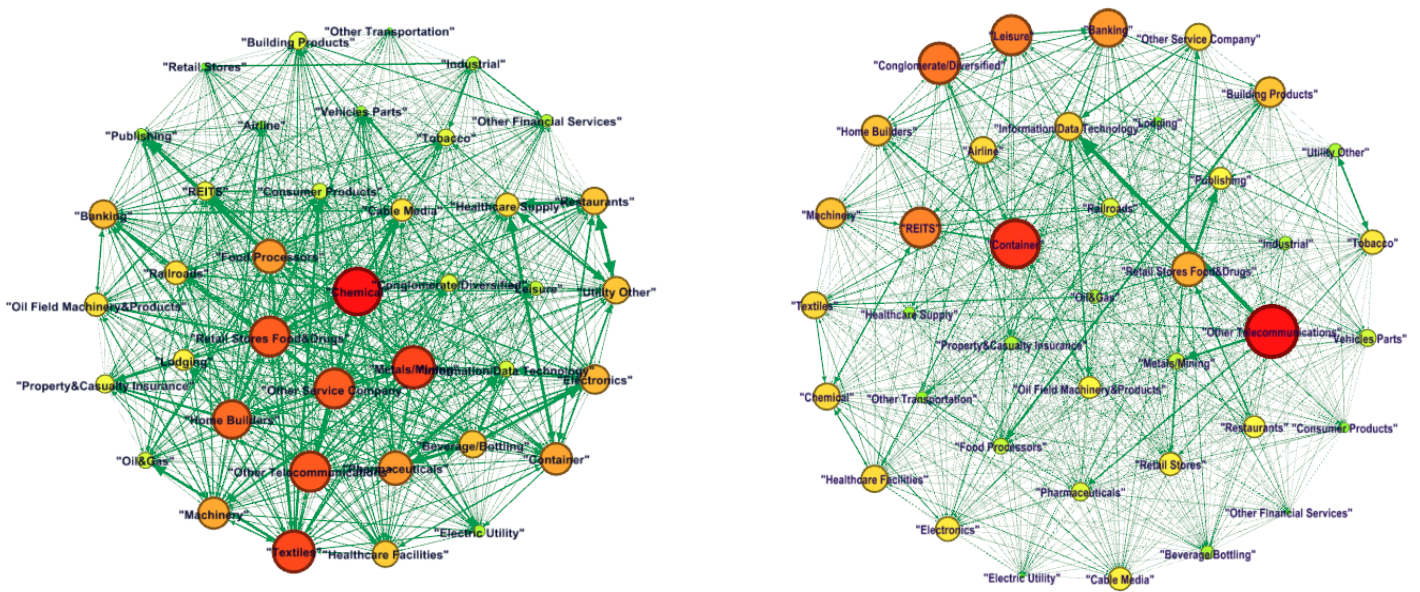 "Other Transportation"
"Building Products"
"Retail Stores"
"Industrial"
"Vehicles Parts"
"Publishing"
"Airline"
"Other Financial Services"
"Tobacco"
"REITS"
"Consumer Products"
"Banking"
"Cable Media"
"Healthcare Supply"
"Restaurants"
"Food Processors"
"Railroads"
"Oil Field Machinery&Products"
"Chemical"
"Conglomerate/Diversified"
"Leisure"
"Utility Other"
"Retail Stores Food&Drugs"
"Lodging"
"Property&Casualty Insurance"
"Other Service Company"
"Metals/Mining"
"Information/Data Technology"
"Electronics"
"Home Builders"
"Oil&Gas"
"Other Telecommunications"
"Pharmaceuticals"
"Beverage/Bottling"
"Container"
"Machinery"
"Electric Utility"
"Textiles"
"Healthcare Facilities"
"Leisure"
"Banking"
"Other Service Company"
"Conglomerate/Diversified"
"Building Products"
"Home Builders"
"Information/Data Technology"
"Lodging"
"Airline"
"Utility Other"
"Publishing"
"Machinery"
"REITS"
"Railroads"
"Container"
"Industrial"
"Tobacco"
"Retail Stores Food&Drugs"
"Textiles"
"Healthcare Supply"
"Oil&Gas"
"Other Telecommunications"
"Vehicles Parts"
"Property&Casualty Insurance"
"Metals/Mining"
"Chemical"
"Other Transportation"
"Oil Field Machinery&Products"
"Restaurants"
"Consumer Products"
"Food Processors"
"Healthcare Facilities"
"Retail Stores"
"Pharmaceuticals"
"Other Financial Services"
"Electronics"
"Beverage/Bottling"
"Electric Utility"
"Cable Media"